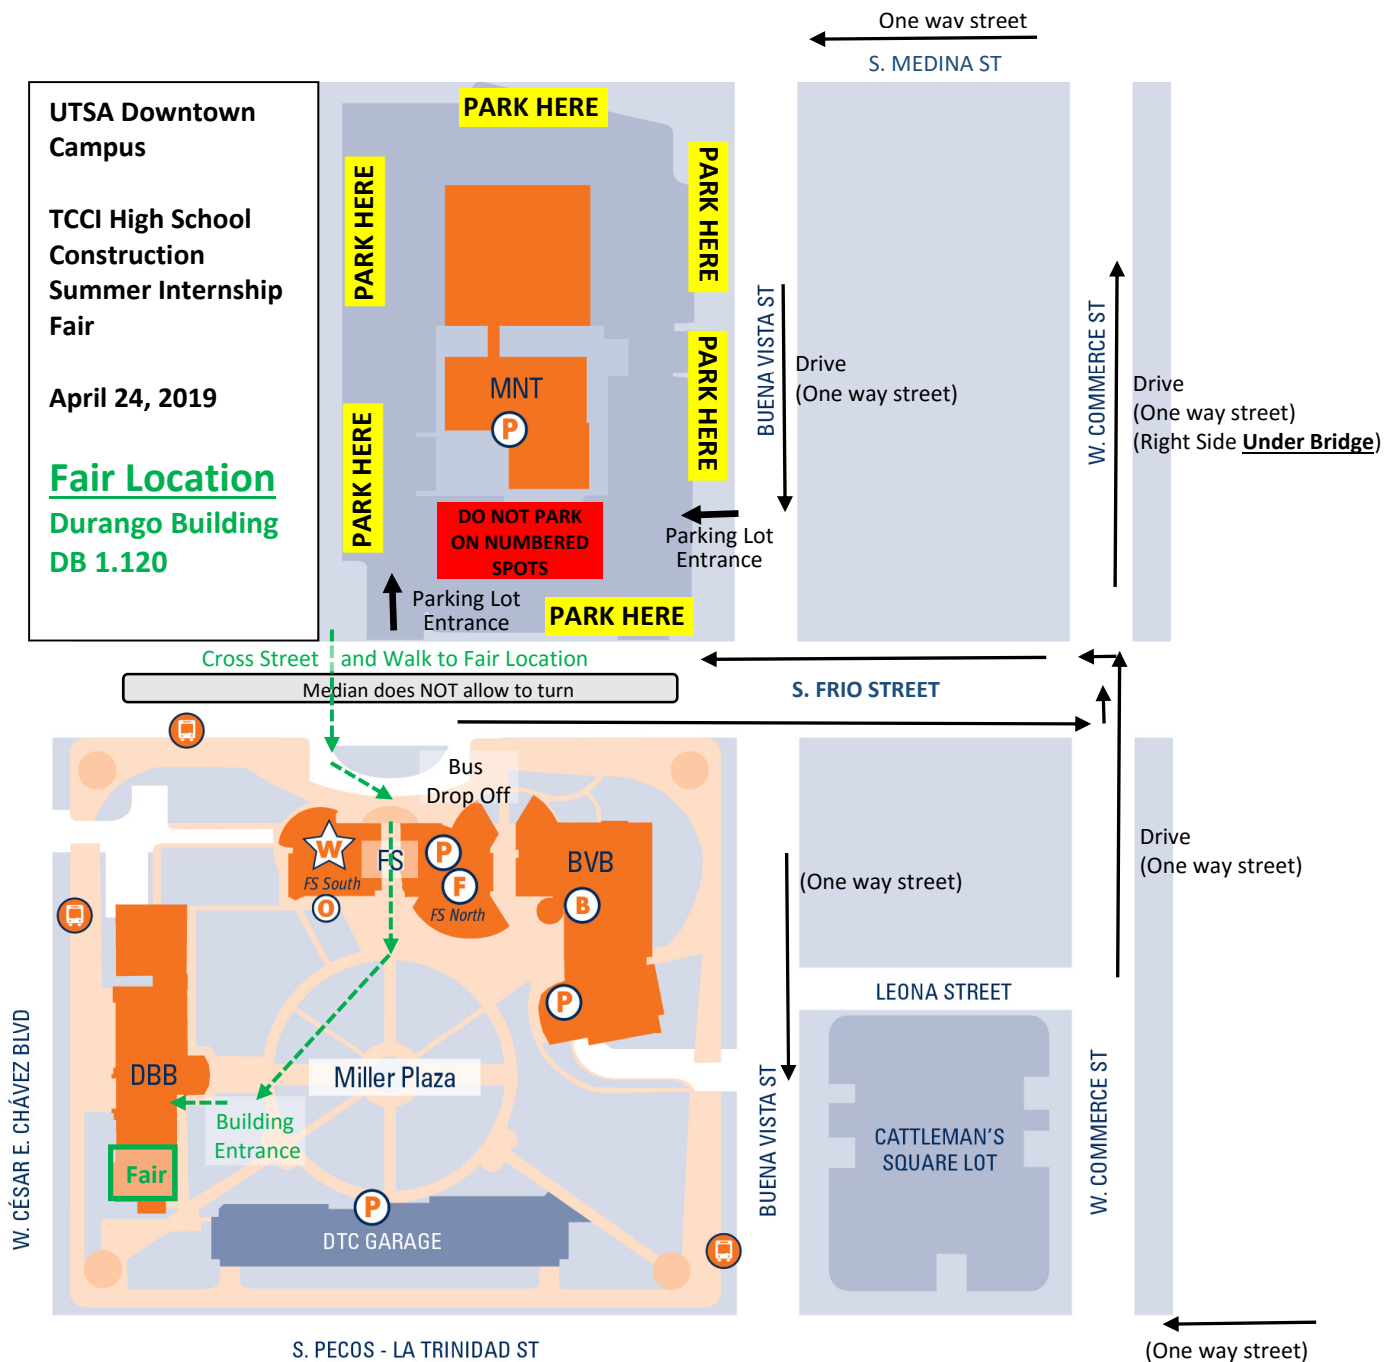 One way street
S. MEDINA ST
UTSA Downtown
Campus
TCCI High School
Construction
Summer Internship
Fair
April 24, 2019
Fair Location
Durango Building
DB 1.120
PARK HERE
PARK HERE
PARK HERE
PARK HERE
PARK HERE
PARK HERE
MNT
P
DO NOT PARK
ON NUMBERED
SPOTS
Parking Lot
Entrance
Parking Lot
Entrance
BUENA VISTA ST
Drive
(One way street)
W. COMMERCE ST
Drive
(One way street)
(Right Side Under Bridge)
Cross Street and Walk to Fair Location
Median does NOT allow to turn
S. FRIO STREET
Bus
Drop Off
W
FS
P
FS South
F
O
FS North
BVB
B
P
(One way street)
Drive
(One way street)
LEONA STREET
W. CÉSAR E. CHÁVEZ BLVD
DBB
Miller Plaza
Building
Entrance
Fair
P
DTC GARAGE
BUENA VISTA ST
CATTLEMAN'S
SQUARE LOT
W. COMMERCE ST
S. PECOS - LA TRINIDAD ST
(One way street)